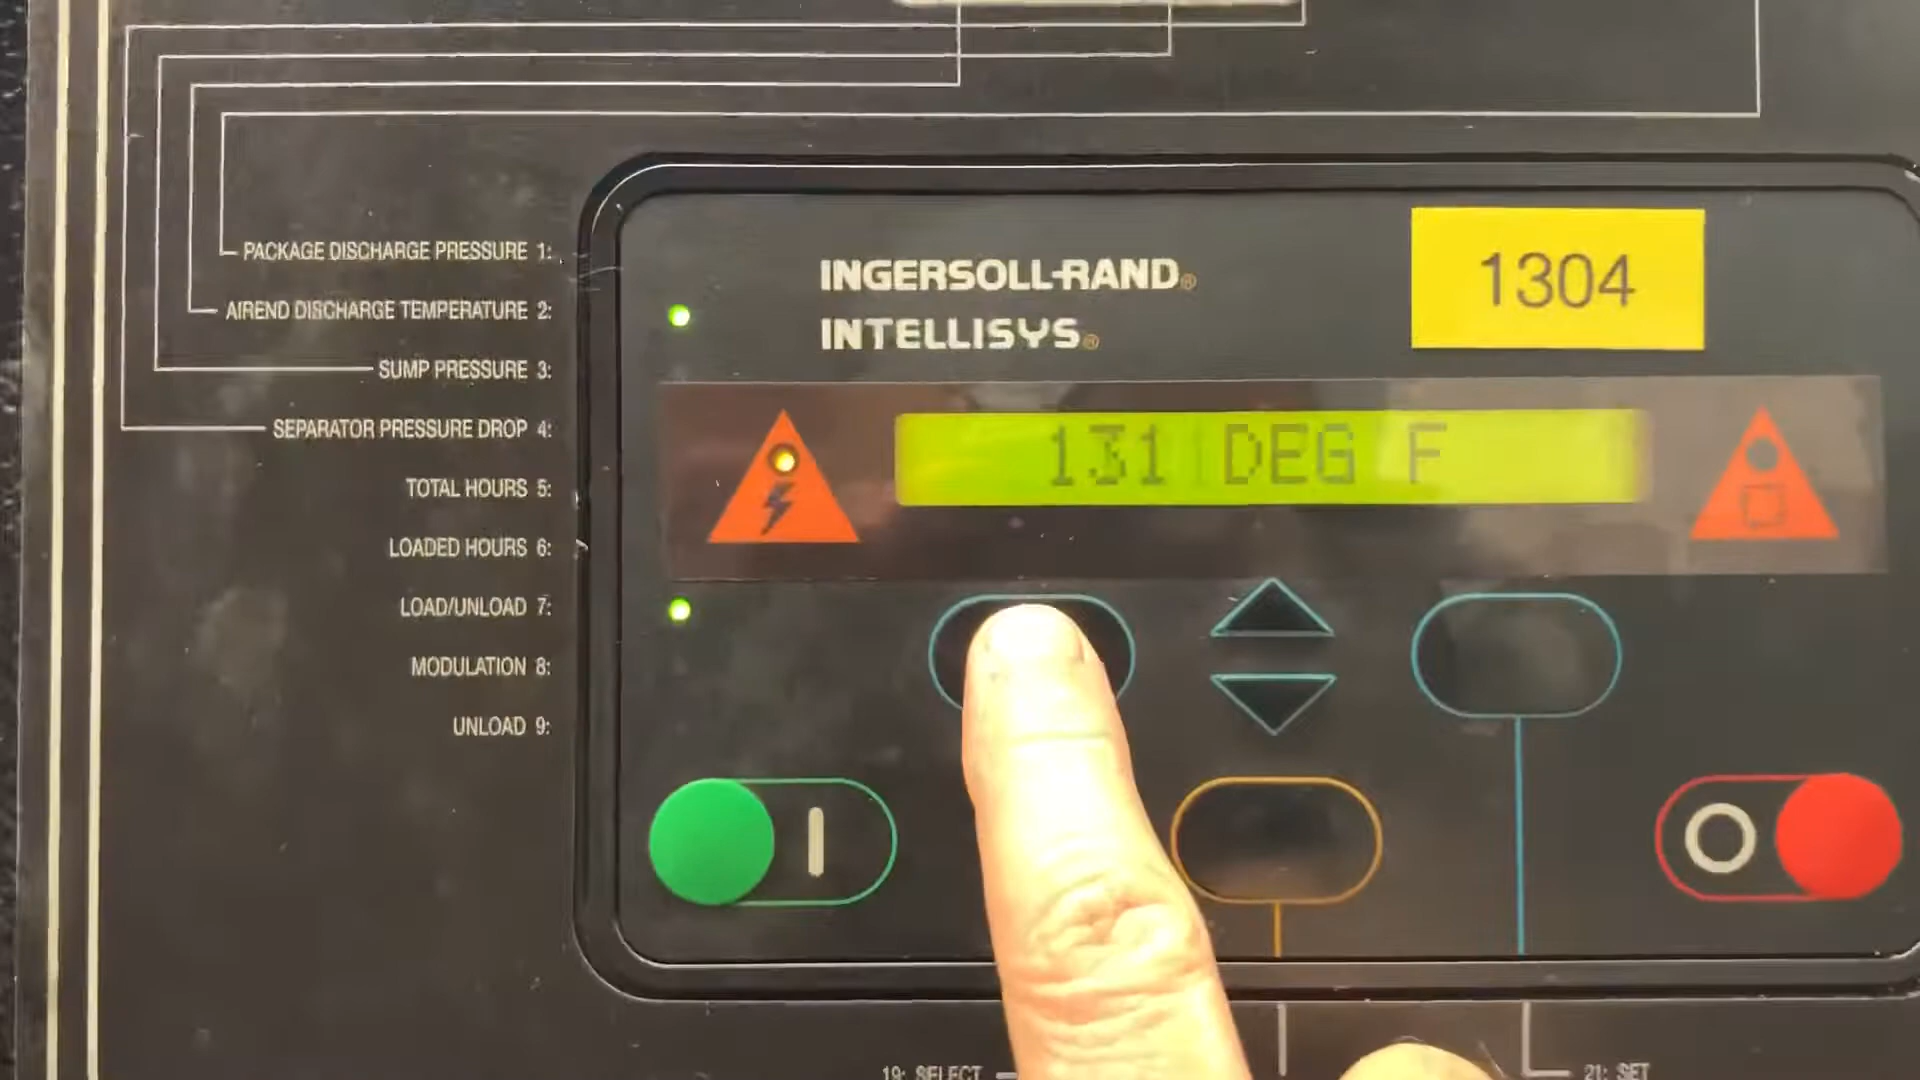 PACKAGE DISCHARGE PRESSURE 1:
AIREND DISCHARGE TEMPERATURE 2:
SUMP PRESSURE 3:
SEPARATOR PRESSURE DROP 4:
TOTAL HOURS 5:
LOADED HOURS 6:
LOAD/UNLOAD 7:
MODULATION 8:
UNLOAD 9:
INGERSOLL-RAND®
INTELLISYS®
1304
131 DEG F
I
O
19: SELECT
21: SET